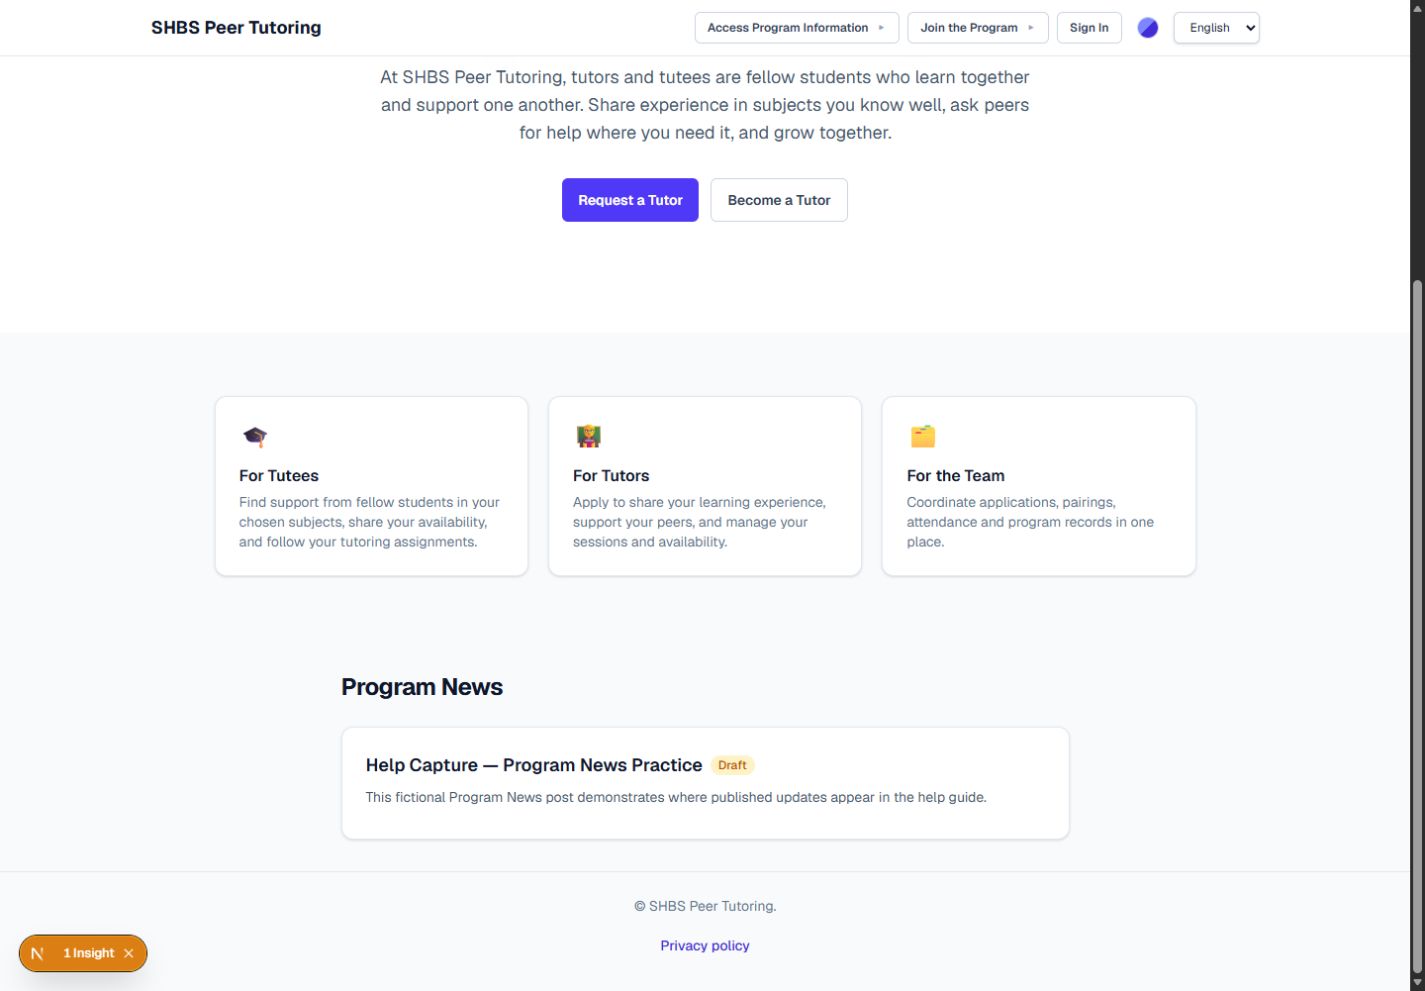 SHBS Peer Tutoring
Access Program Information
Join the Program
Sign In
English
At SHBS Peer Tutoring, tutors and tutees are fellow students who learn together
and support one another. Share experience in subjects you know well, ask peers
for help where you need it, and grow together.
Request a Tutor
Become a Tutor
For Tutees
Find support from fellow students in your
chosen subjects, share your availability,
and follow your tutoring assignments.
For Tutors
Apply to share your learning experience,
support your peers, and manage your
sessions and availability.
For the Team
Coordinate applications, pairings,
attendance and program records in one
place.
Program News
Help Capture — Program News Practice Draft
This fictional Program News post demonstrates where published updates appear in the help guide.
© SHBS Peer Tutoring.
Privacy policy
N 1 Insight